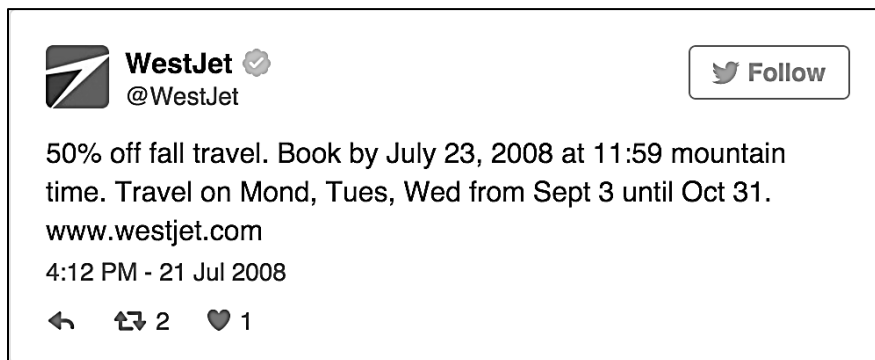 WestJet
@WestJet
Follow
50% off fall travel. Book by July 23, 2008 at 11:59 mountain
time. Travel on Mond, Tues, Wed from Sept 3 until Oct 31.
www.westjet.com
4:12 PM - 21 Jul 2008
2 1